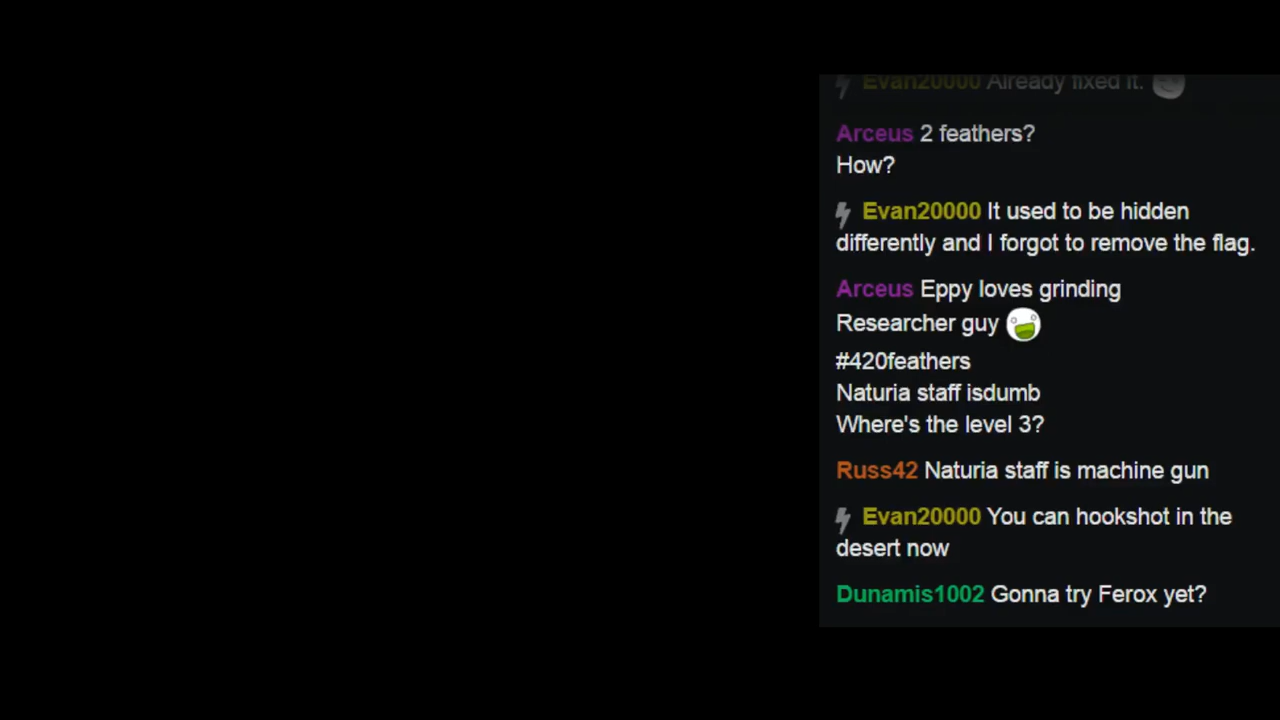 Evan20000 Already fixed it.
Arceus 2 feathers?
How?
Evan20000 It used to be hidden
differently and I forgot to remove the flag.
Arceus Eppy loves grinding
Researcher guy
#420feathers
Naturia staff isdumb
Where's the level 3?
Russ42 Naturia staff is machine gun
Evan20000 You can hookshot in the
desert now
Dunamis1002 Gonna try Ferox yet?